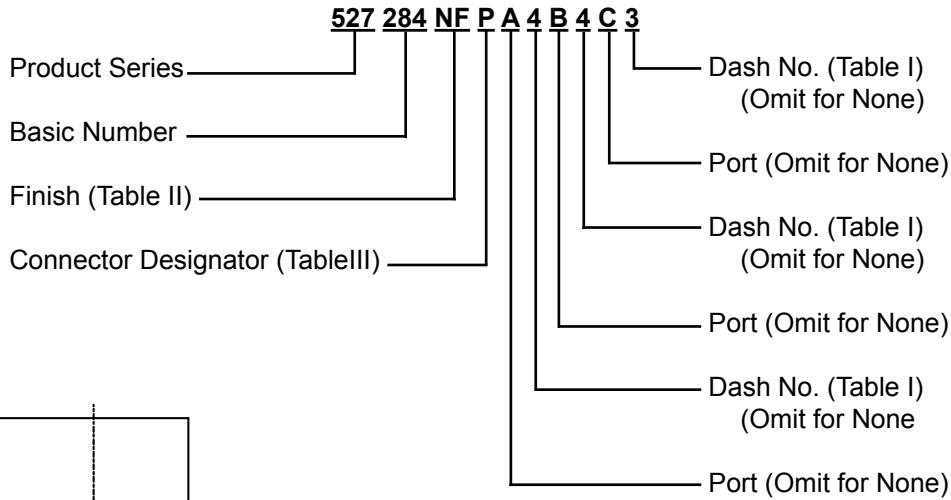 527 284 NF P A 4 B 4 C 3
Product Series
Basic Number
Finish (Table II)
Connector Designator (TableIII)
Dash No. (Table I)
(Omit for None)
Port (Omit for None)
Dash No. (Table I)
(Omit for None)
Port (Omit for None)
Dash No. (Table I)
(Omit for None
Port (Omit for None)